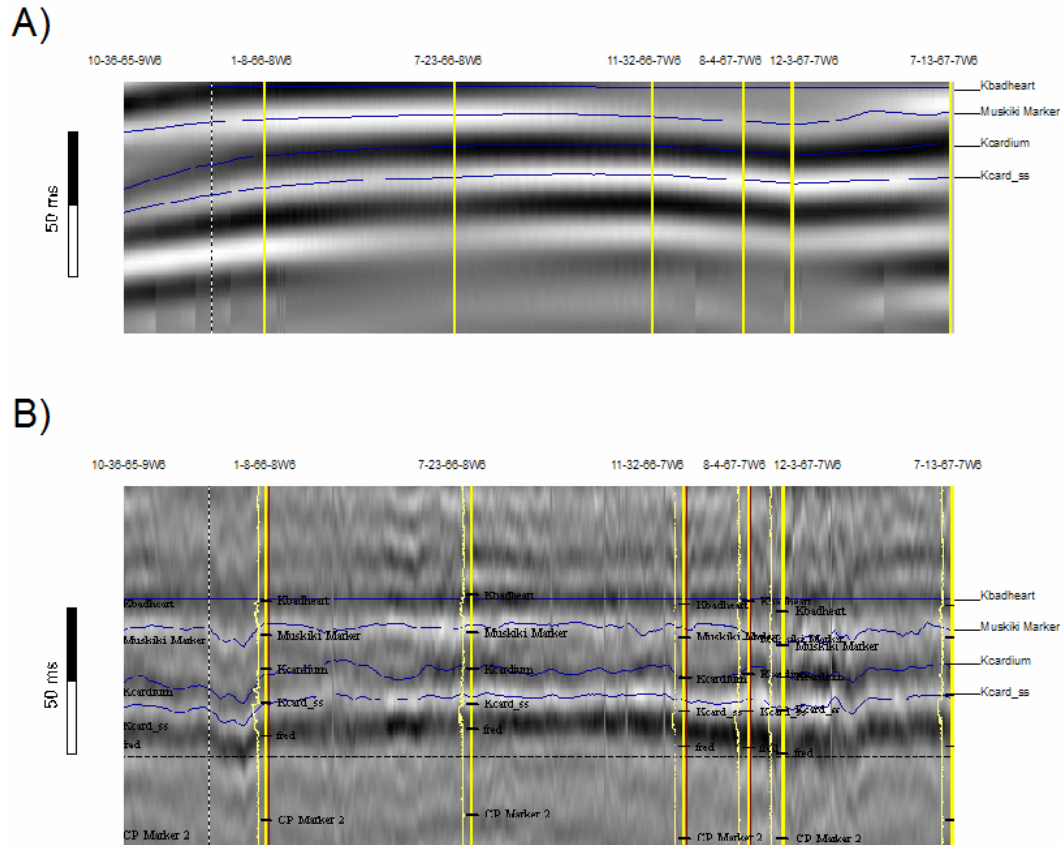 A)
10-36-65-9W6 1-8-66-8W6 7-23-66-8W6 11-32-66-7W6 8-4-67-7W6 12-3-67-7W6 7-13-67-7W6
Kbadheart
Muskiki Marker
Kcardium
Kcard_ss
50 ms
B)
10-36-65-9W6 1-8-66-8W6 7-23-66-8W6 11-32-66-7W6 8-4-67-7W6 12-3-67-7W6 7-13-67-7W6
Kbadheart Kbadheart Kbadheart Kbadheart Kbadheart Kbadheart
Muskiki Marker Muskiki Marker Muskiki Marker Muskiki Marker Muskiki Marker Muskiki Marker
Kcardium Kcardium Kcardium Kcardium Kcardium
Kcard_ss Kcard_ss Kcard_ss Kcard_ss Kcard_ss Kcard_ss Kcard_ss
50 ms
fred fred fred fred fred
CP Marker 2 CP Marker 2 CP Marker 2 CP Marker 2 CP Marker 2